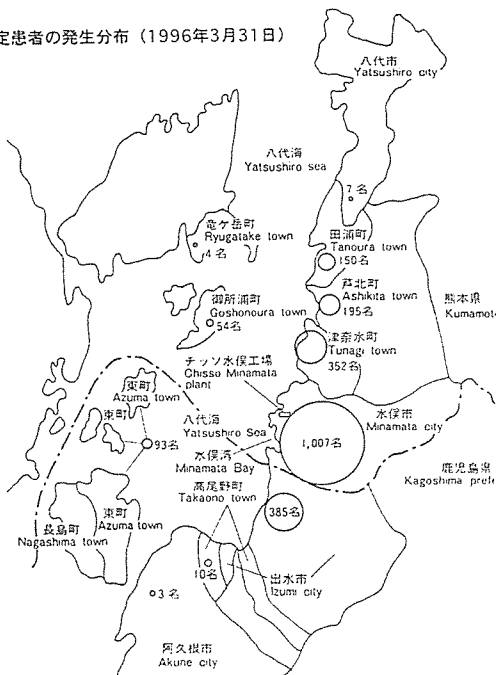 定患者の発生分布 (1996年3月31日)
八代市
Yatsushiro city
八代海
Yatsushiro sea
7名
竜ケ岳町
Ryugatake town
4名
田浦町
Tanoura town
150名
芦北町
Ashikita town
195名
御所浦町
Goshonoura town
54名
熊本県
Kumamoto
津奈木町
Tunagi town
352名
チッソ水俣工場
Chisso Minamata
plant
東町
Azuma town
東町
八代海
Yatsushiro Sea
93名
水俣市
Minamata city
1,007名
水俣湾
Minamata Bay
鹿児島県
Kagoshima prefe
高尾野町
Takaono town
385名
東町
Azuma town
長島町
Nagashima town
10名
出水市
Izumi city
3名
阿久根市
Akune city